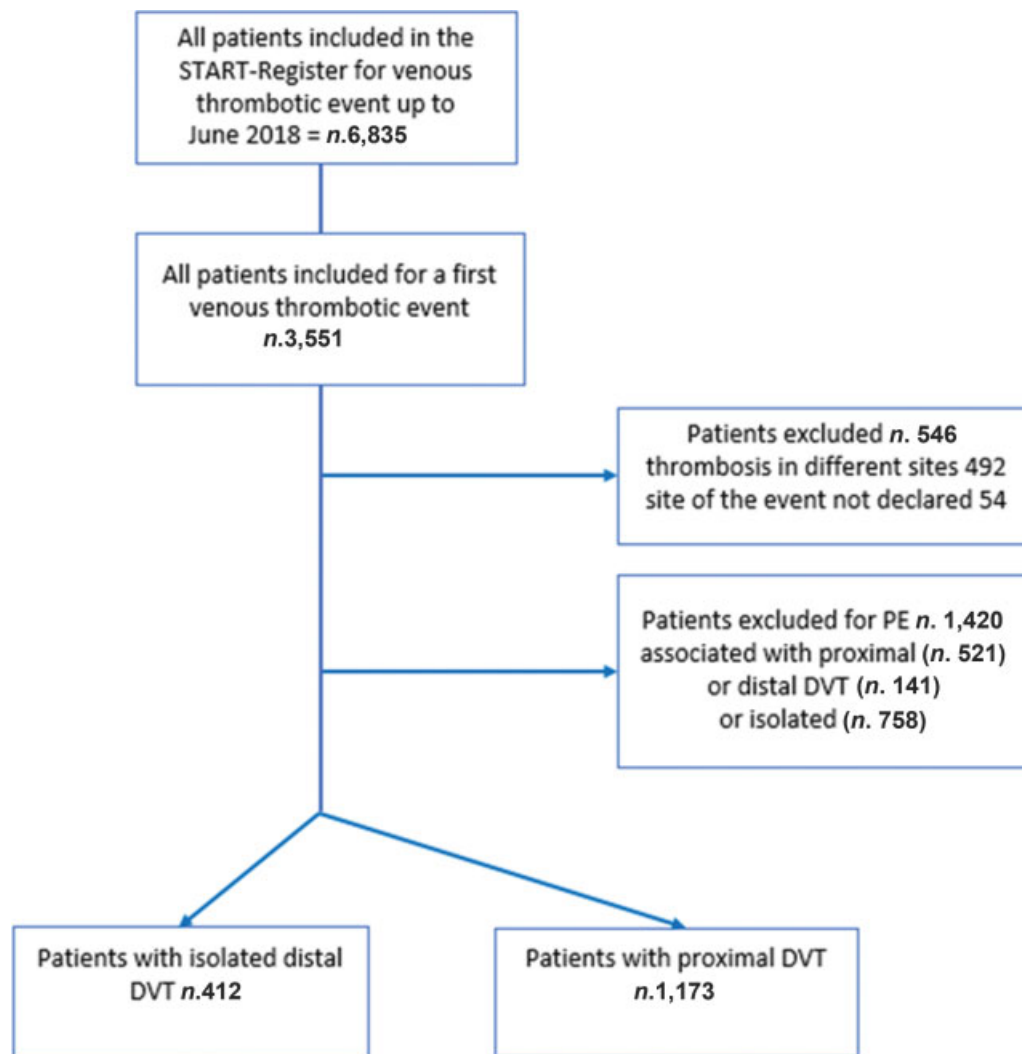 All patients included in the
START-Register for venous
thrombotic event up to
June 2018 = n.6,835
All patients included for a first
venous thrombotic event
n.3,551
Patients excluded n. 546
thrombosis in different sites 492
site of the event not declared 54
Patients excluded for PE n. 1,420
associated with proximal (n. 521)
or distal DVT (n. 141)
or isolated (n. 758)
Patients with isolated distal
DVT n.412
Patients with proximal DVT
n.1,173